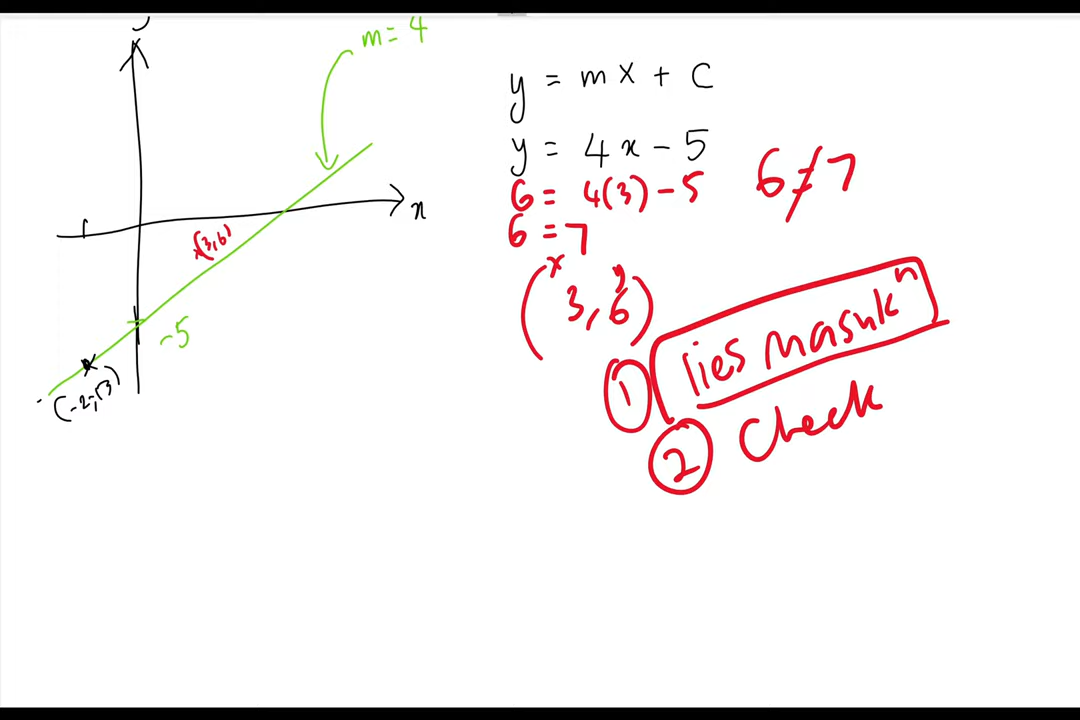 y
m = 4
x
(3,6)
-5
(-2,-13)
y = mx + c
y = 4x - 5
6 = 4(3) - 5
6 = 7
6 ≠ 7
x y
(3, 6)
① lies masukⁿ
② Check